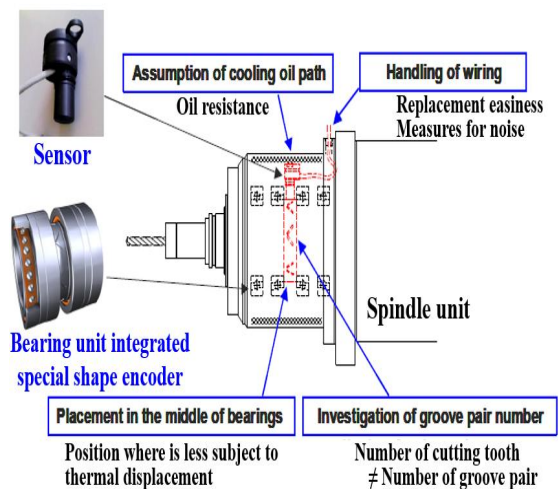 Assumption of cooling oil path
Oil resistance
Handling of wiring
Replacement easiness
Measures for noise
Sensor
Spindle unit
Bearing unit integrated
special shape encoder
Placement in the middle of bearings
Position where is less subject to
thermal displacement
Investigation of groove pair number
Number of cutting tooth
≠ Number of groove pair